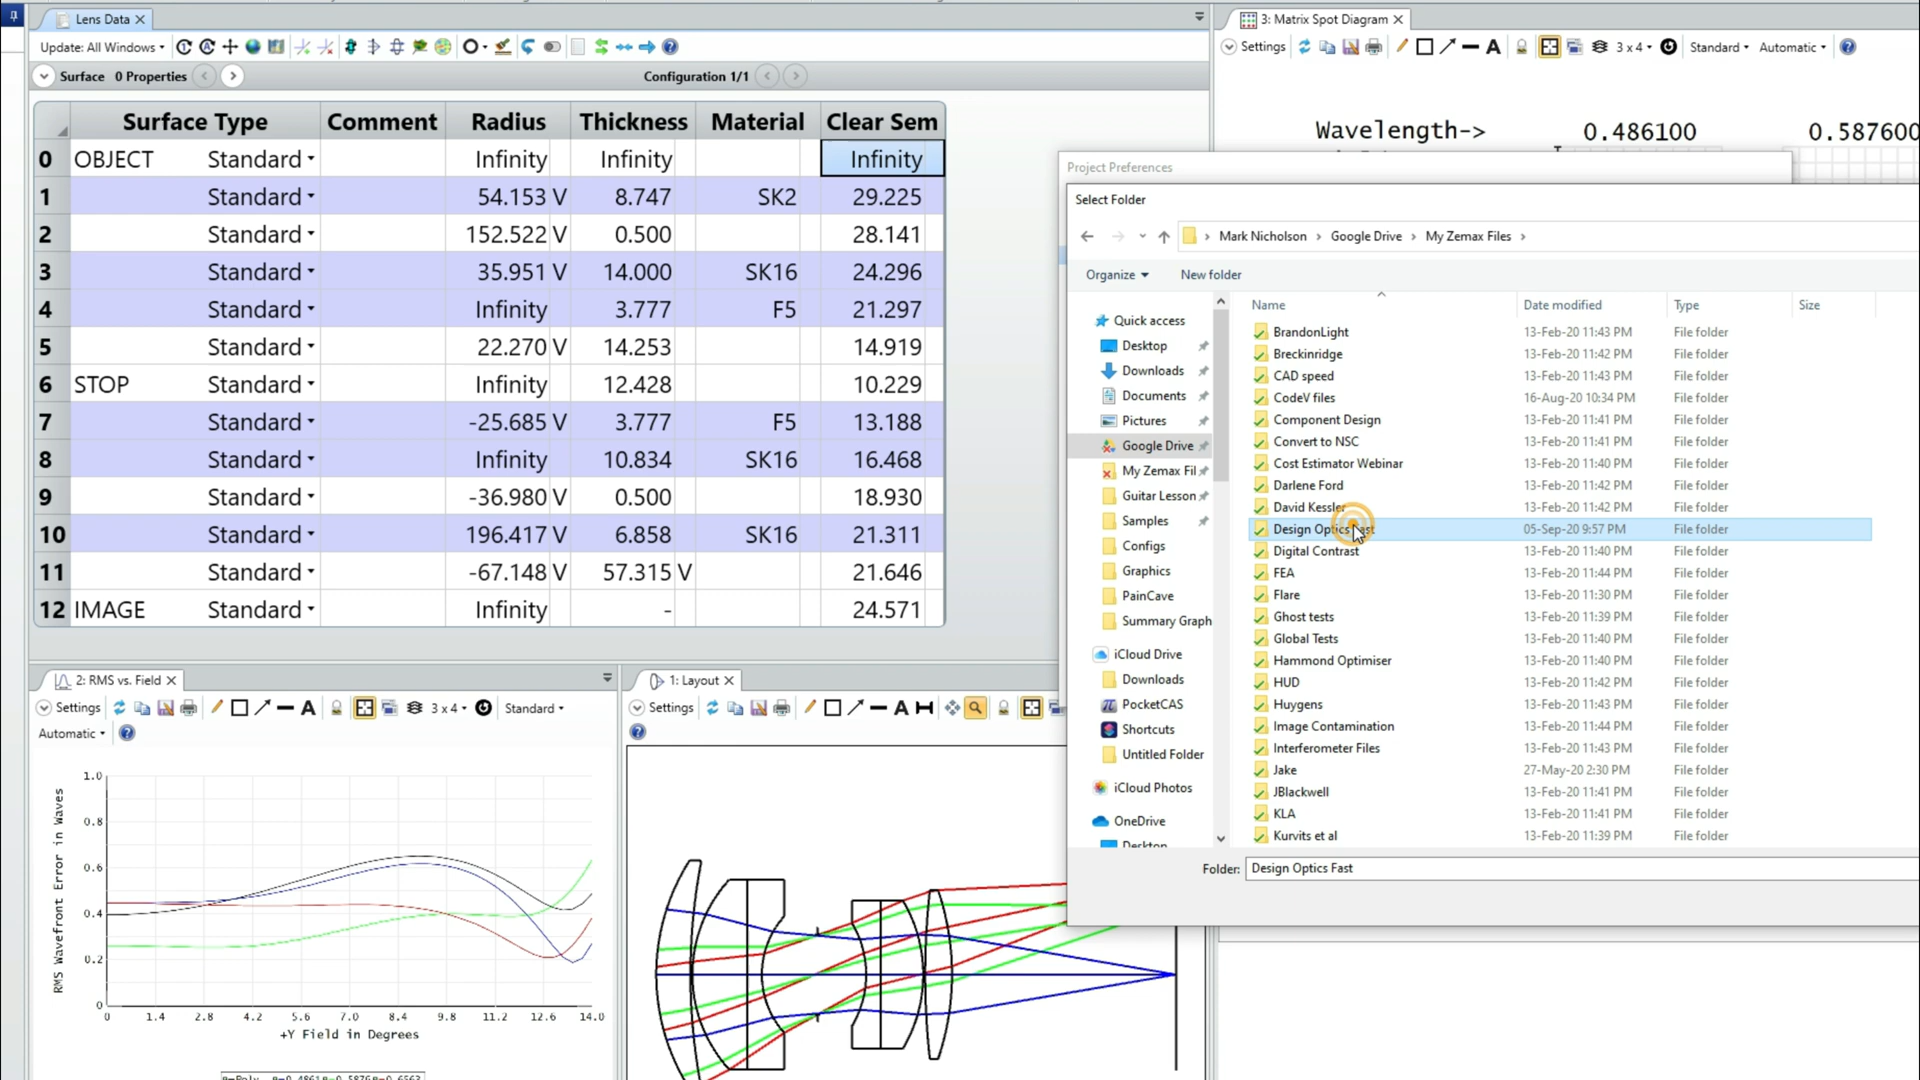 Lens Data
3: Matrix Spot Diagram
Update: All Windows
Settings
3 x 4
Standard
Automatic
Surface 0 Properties
Configuration 1/1
Surface Type Comment Radius Thickness Material Clear Sem
0 OBJECT Standard Infinity Infinity Infinity
1 Standard 54.153 V 8.747 SK2 29.225
2 Standard 152.522 V 0.500 28.141
3 Standard 35.951 V 14.000 SK16 24.296
4 Standard Infinity 3.777 F5 21.297
5 Standard 22.270 V 14.253 14.919
6 STOP Standard Infinity 12.428 10.229
7 Standard -25.685 V 3.777 F5 13.188
8 Standard Infinity 10.834 SK16 16.468
9 Standard -36.980 V 0.500 18.930
10 Standard 196.417 V 6.858 SK16 21.311
11 Standard -67.148 V 57.315 V 21.646
12 IMAGE Standard Infinity - 24.571
Wavelength-> 0.486100 0.587600
Project Preferences
Select Folder
Mark Nicholson > Google Drive > My Zemax Files >
Organize
New folder
Quick access
Desktop
Downloads
Documents
Pictures
Google Drive
My Zemax Fil
Guitar Lesson
Samples
Configs
Graphics
PainCave
Summary Graph
iCloud Drive
Downloads
PocketCAS
Shortcuts
Untitled Folder
iCloud Photos
OneDrive
Desktop
Name Date modified Type Size
BrandonLight 13-Feb-20 11:43 PM File folder
Breckinridge 13-Feb-20 11:42 PM File folder
CAD speed 13-Feb-20 11:43 PM File folder
CodeV files 16-Aug-20 10:34 PM File folder
Component Design 13-Feb-20 11:41 PM File folder
Convert to NSC 13-Feb-20 11:41 PM File folder
Cost Estimator Webinar 13-Feb-20 11:40 PM File folder
Darlene Ford 13-Feb-20 11:42 PM File folder
David Kessler 13-Feb-20 11:42 PM File folder
Design Optics Fast 05-Sep-20 9:57 PM File folder
Digital Contrast 13-Feb-20 11:40 PM File folder
FEA 13-Feb-20 11:44 PM File folder
Flare 13-Feb-20 11:30 PM File folder
Ghost tests 13-Feb-20 11:39 PM File folder
Global Tests 13-Feb-20 11:40 PM File folder
Hammond Optimiser 13-Feb-20 11:40 PM File folder
HUD 13-Feb-20 11:42 PM File folder
Huygens 13-Feb-20 11:43 PM File folder
Image Contamination 13-Feb-20 11:44 PM File folder
Interferometer Files 13-Feb-20 11:43 PM File folder
Jake 27-May-20 2:30 PM File folder
JBlackwell 13-Feb-20 11:41 PM File folder
KLA 13-Feb-20 11:41 PM File folder
Kurvits et al 13-Feb-20 11:39 PM File folder
Folder: Design Optics Fast
2: RMS vs. Field
Settings
3 x 4
Standard
Automatic
RMS Wavefront Error in Waves
1.0
0.8
0.6
0.4
0.2
0
0 1.4 2.8 4.2 5.6 7.0 8.4 9.8 11.2 12.6 14.0
+Y Field in Degrees
1: Layout
Settings